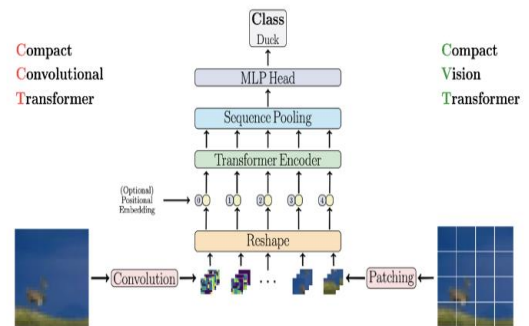 Class
Duck
Compact
Convolutional
Transformer
Compact
Vision
Transformer
MLP Head
Sequence Pooling
Transformer Encoder
(Optional)
Positional
Embedding
0 1 2 3 4
Reshape
Convolution
...
Patching